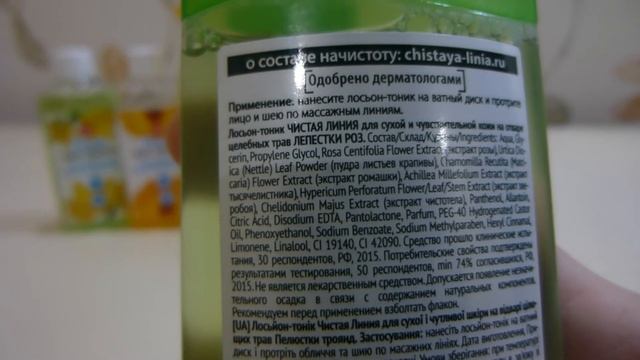 о составе начистоту: chistaya-linia.ru
Одобрено дерматологами
Применение: нанесите лосьон-тоник на ватный диск и протрите
лицо и шею по массажным линиям.
Лосьон-тоник ЧИСТАЯ ЛИНИЯ для сухой и чувствительной кожи на отваре
целебных трав ЛЕПЕСТКИ РОЗ. Состав/Склад/Құрамы/Ingredients: Aqua, Gly-
cerin, Propylene Glycol, Rosa Centifolia Flower Extract (экстракт розы), Urtica Dioi-
ca (Nettle) Leaf Powder (пудра листьев крапивы), Chamomilla Recutita (Matri-
caria) Flower Extract (экстракт ромашки), Achillea Millefolium Extract (экстракт
тысячелистника), Hypericum Perforatum Flower/Leaf/Stem Extract (экстракт зве-
робоя), Chelidonium Majus Extract (экстракт чистотела), Panthenol, Allantoin,
Citric Acid, Disodium EDTA, Pantolactone, Parfum, PEG-40 Hydrogenated Castor
Oil, Phenoxyethanol, Sodium Benzoate, Sodium Methylparaben, Hexyl Cinnamal,
Limonene, Linalool, CI 19140, CI 42090. Средство прошло клинические испы-
тания, 30 респондентов, РФ, 2015. Потребительские свойства подтверждены
результатами тестирования, 50 респондентов, min 74% согласившихся, РФ,
2015. Не является лекарственным средством. Допускается появление незначи-
тельного осадка в связи с содержанием натуральных компонентов.
Рекомендуем перед применением взболтать флакон.
[UA] Лосьйон-тонік Чиста Линия для сухої і чутливої шкіри на відварі цілю-
щих трав Пелюстки троянд. Застосування: нанесіть лосьйон-тонік на ватний
диск і протріть обличчя та шию по масажних лініях. Дата виготовлення,